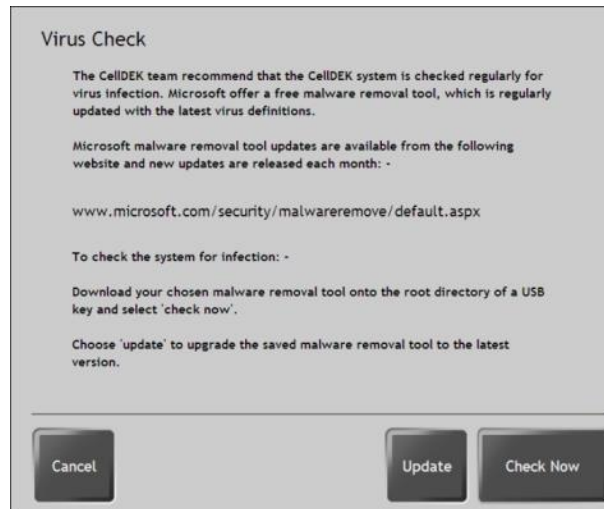 Virus Check
The CellDEK team recommend that the CellDEK system is checked regularly for
virus infection. Microsoft offer a free malware removal tool, which is regularly
updated with the latest virus definitions.
Microsoft malware removal tool updates are available from the following
website and new updates are released each month: -
www.microsoft.com/security/malwareremove/default.aspx
To check the system for infection: -
Download your chosen malware removal tool onto the root directory of a USB
key and select 'check now'.
Choose 'update' to upgrade the saved malware removal tool to the latest
version.
Cancel
Update
Check Now